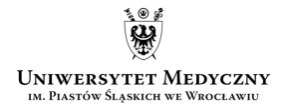 Uniwersytet Medyczny
im. Piastów Śląskich we Wrocławiu